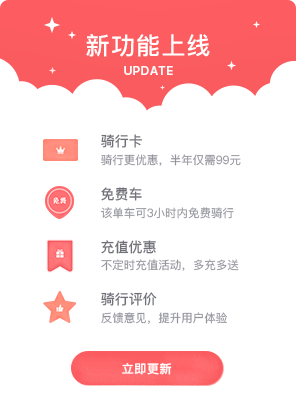 新功能上线
UPDATE
骑行卡
骑行更优惠，半年仅需99元
免费
免费车
该单车可3小时内免费骑行
充值优惠
不定时充值活动，多充多送
骑行评价
反馈意见，提升用户体验
立即更新